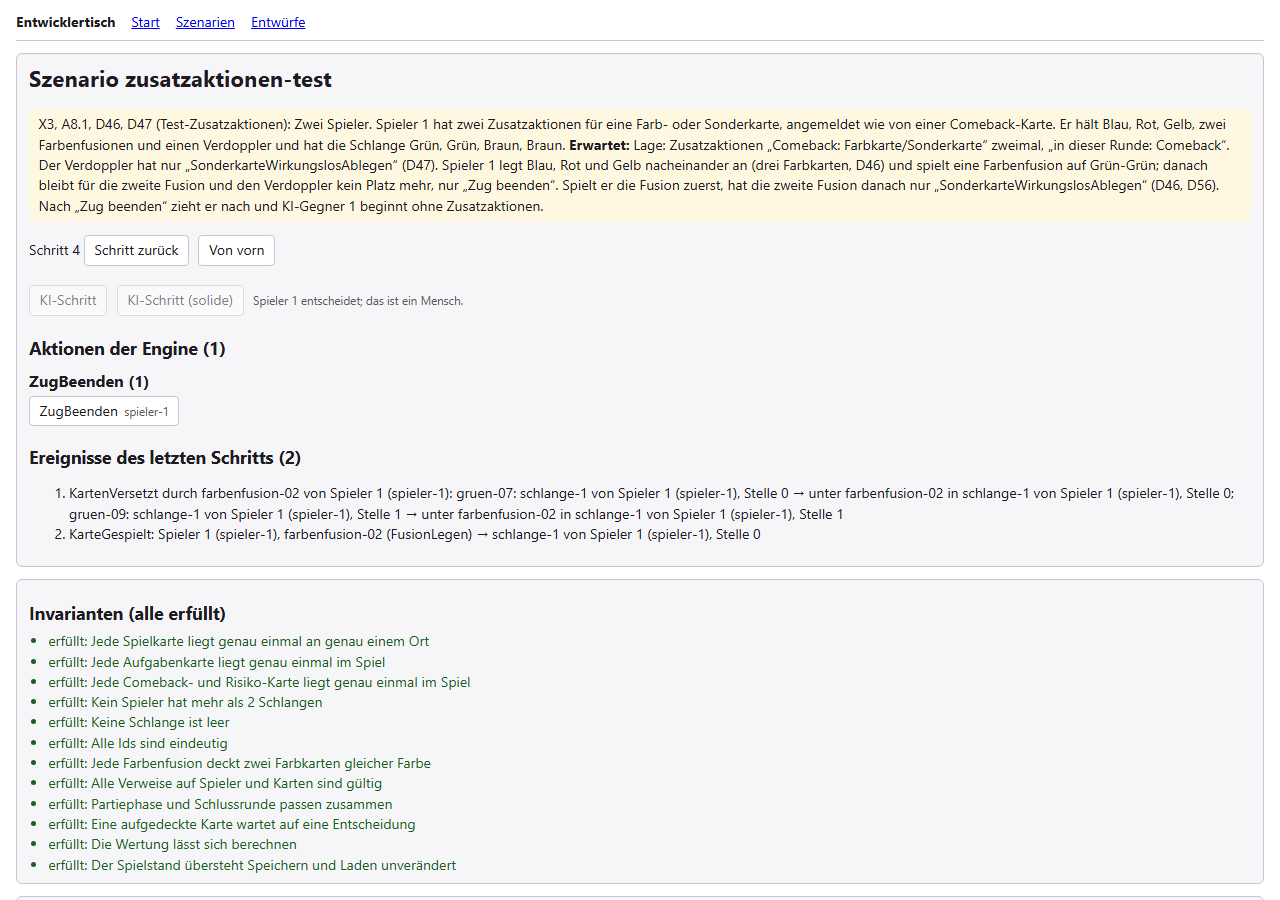 Entwicklertisch Start Szenarien Entwürfe
Szenario zusatzaktionen-test
X3, A8.1, D46, D47 (Test-Zusatzaktionen): Zwei Spieler. Spieler 1 hat zwei Zusatzaktionen für eine Farb- oder Sonderkarte, angemeldet wie von einer Comeback-Karte. Er hält Blau, Rot, Gelb, zwei
Farbenfusionen und einen Verdoppler und hat die Schlange Grün, Grün, Braun, Braun. Erwartet: Lage: Zusatzaktionen „Comeback: Farbkarte/Sonderkarte“ zweimal, „in dieser Runde: Comeback“.
Der Verdoppler hat nur „SonderkarteWirkungslosAblegen“ (D47). Spieler 1 legt Blau, Rot und Gelb nacheinander an (drei Farbkarten, D46) und spielt eine Farbenfusion auf Grün-Grün; danach
bleibt für die zweite Fusion und den Verdoppler kein Platz mehr, nur „Zug beenden“. Spielt er die Fusion zuerst, hat die zweite Fusion danach nur „SonderkarteWirkungslosAblegen“ (D46, D56).
Nach „Zug beenden“ zieht er nach und KI-Gegner 1 beginnt ohne Zusatzaktionen.
Schritt 4 Schritt zurück Von vorn
KI-Schritt KI-Schritt (solide) Spieler 1 entscheidet; das ist ein Mensch.
Aktionen der Engine (1)
ZugBeenden (1)
ZugBeenden spieler-1
Ereignisse des letzten Schritts (2)
1. KartenVersetzt durch farbenfusion-02 von Spieler 1 (spieler-1): gruen-07: schlange-1 von Spieler 1 (spieler-1), Stelle 0 → unter farbenfusion-02 in schlange-1 von Spieler 1 (spieler-1), Stelle 0;
gruen-09: schlange-1 von Spieler 1 (spieler-1), Stelle 1 → unter farbenfusion-02 in schlange-1 von Spieler 1 (spieler-1), Stelle 1
2. KarteGespielt: Spieler 1 (spieler-1), farbenfusion-02 (FusionLegen) → schlange-1 von Spieler 1 (spieler-1), Stelle 0
Invarianten (alle erfüllt)
• erfüllt: Jede Spielkarte liegt genau einmal an genau einem Ort
• erfüllt: Jede Aufgabenkarte liegt genau einmal im Spiel
• erfüllt: Jede Comeback- und Risiko-Karte liegt genau einmal im Spiel
• erfüllt: Kein Spieler hat mehr als 2 Schlangen
• erfüllt: Keine Schlange ist leer
• erfüllt: Alle Ids sind eindeutig
• erfüllt: Jede Farbenfusion deckt zwei Farbkarten gleicher Farbe
• erfüllt: Alle Verweise auf Spieler und Karten sind gültig
• erfüllt: Partiephase und Schlussrunde passen zusammen
• erfüllt: Eine aufgedeckte Karte wartet auf eine Entscheidung
• erfüllt: Die Wertung lässt sich berechnen
• erfüllt: Der Spielstand übersteht Speichern und Laden unverändert